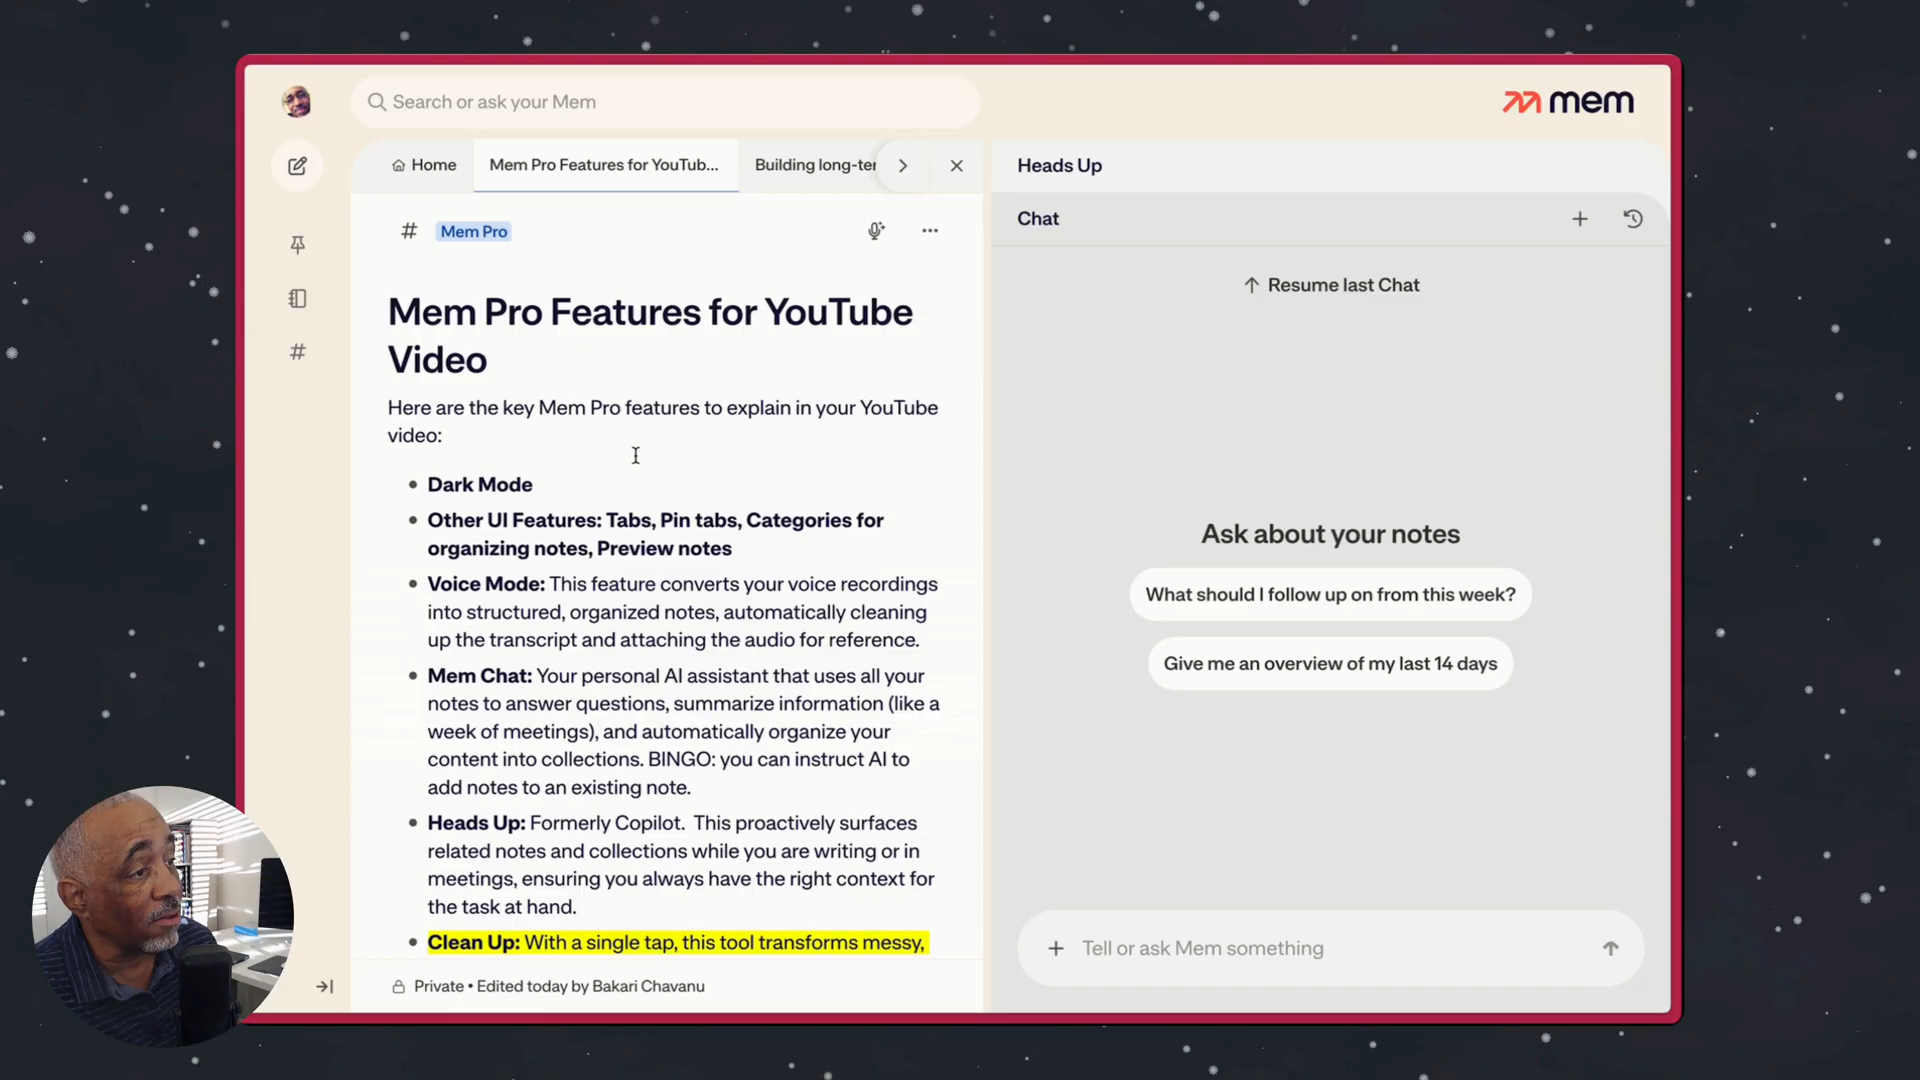 Search or ask your Mem
mem
Home
Mem Pro Features for YouTub...
Building long-ter
Heads Up
# Mem Pro
Chat
Resume last Chat
Mem Pro Features for YouTube
Video
Here are the key Mem Pro features to explain in your YouTube
video:
• Dark Mode
• Other UI Features: Tabs, Pin tabs, Categories for
organizing notes, Preview notes
• Voice Mode: This feature converts your voice recordings
into structured, organized notes, automatically cleaning
up the transcript and attaching the audio for reference.
• Mem Chat: Your personal AI assistant that uses all your
notes to answer questions, summarize information (like a
week of meetings), and automatically organize your
content into collections. BINGO: you can instruct AI to
add notes to an existing note.
• Heads Up: Formerly Copilot. This proactively surfaces
related notes and collections while you are writing or in
meetings, ensuring you always have the right context for
the task at hand.
• Clean Up: With a single tap, this tool transforms messy,
Private • Edited today by Bakari Chavanu
Ask about your notes
What should I follow up on from this week?
Give me an overview of my last 14 days
Tell or ask Mem something